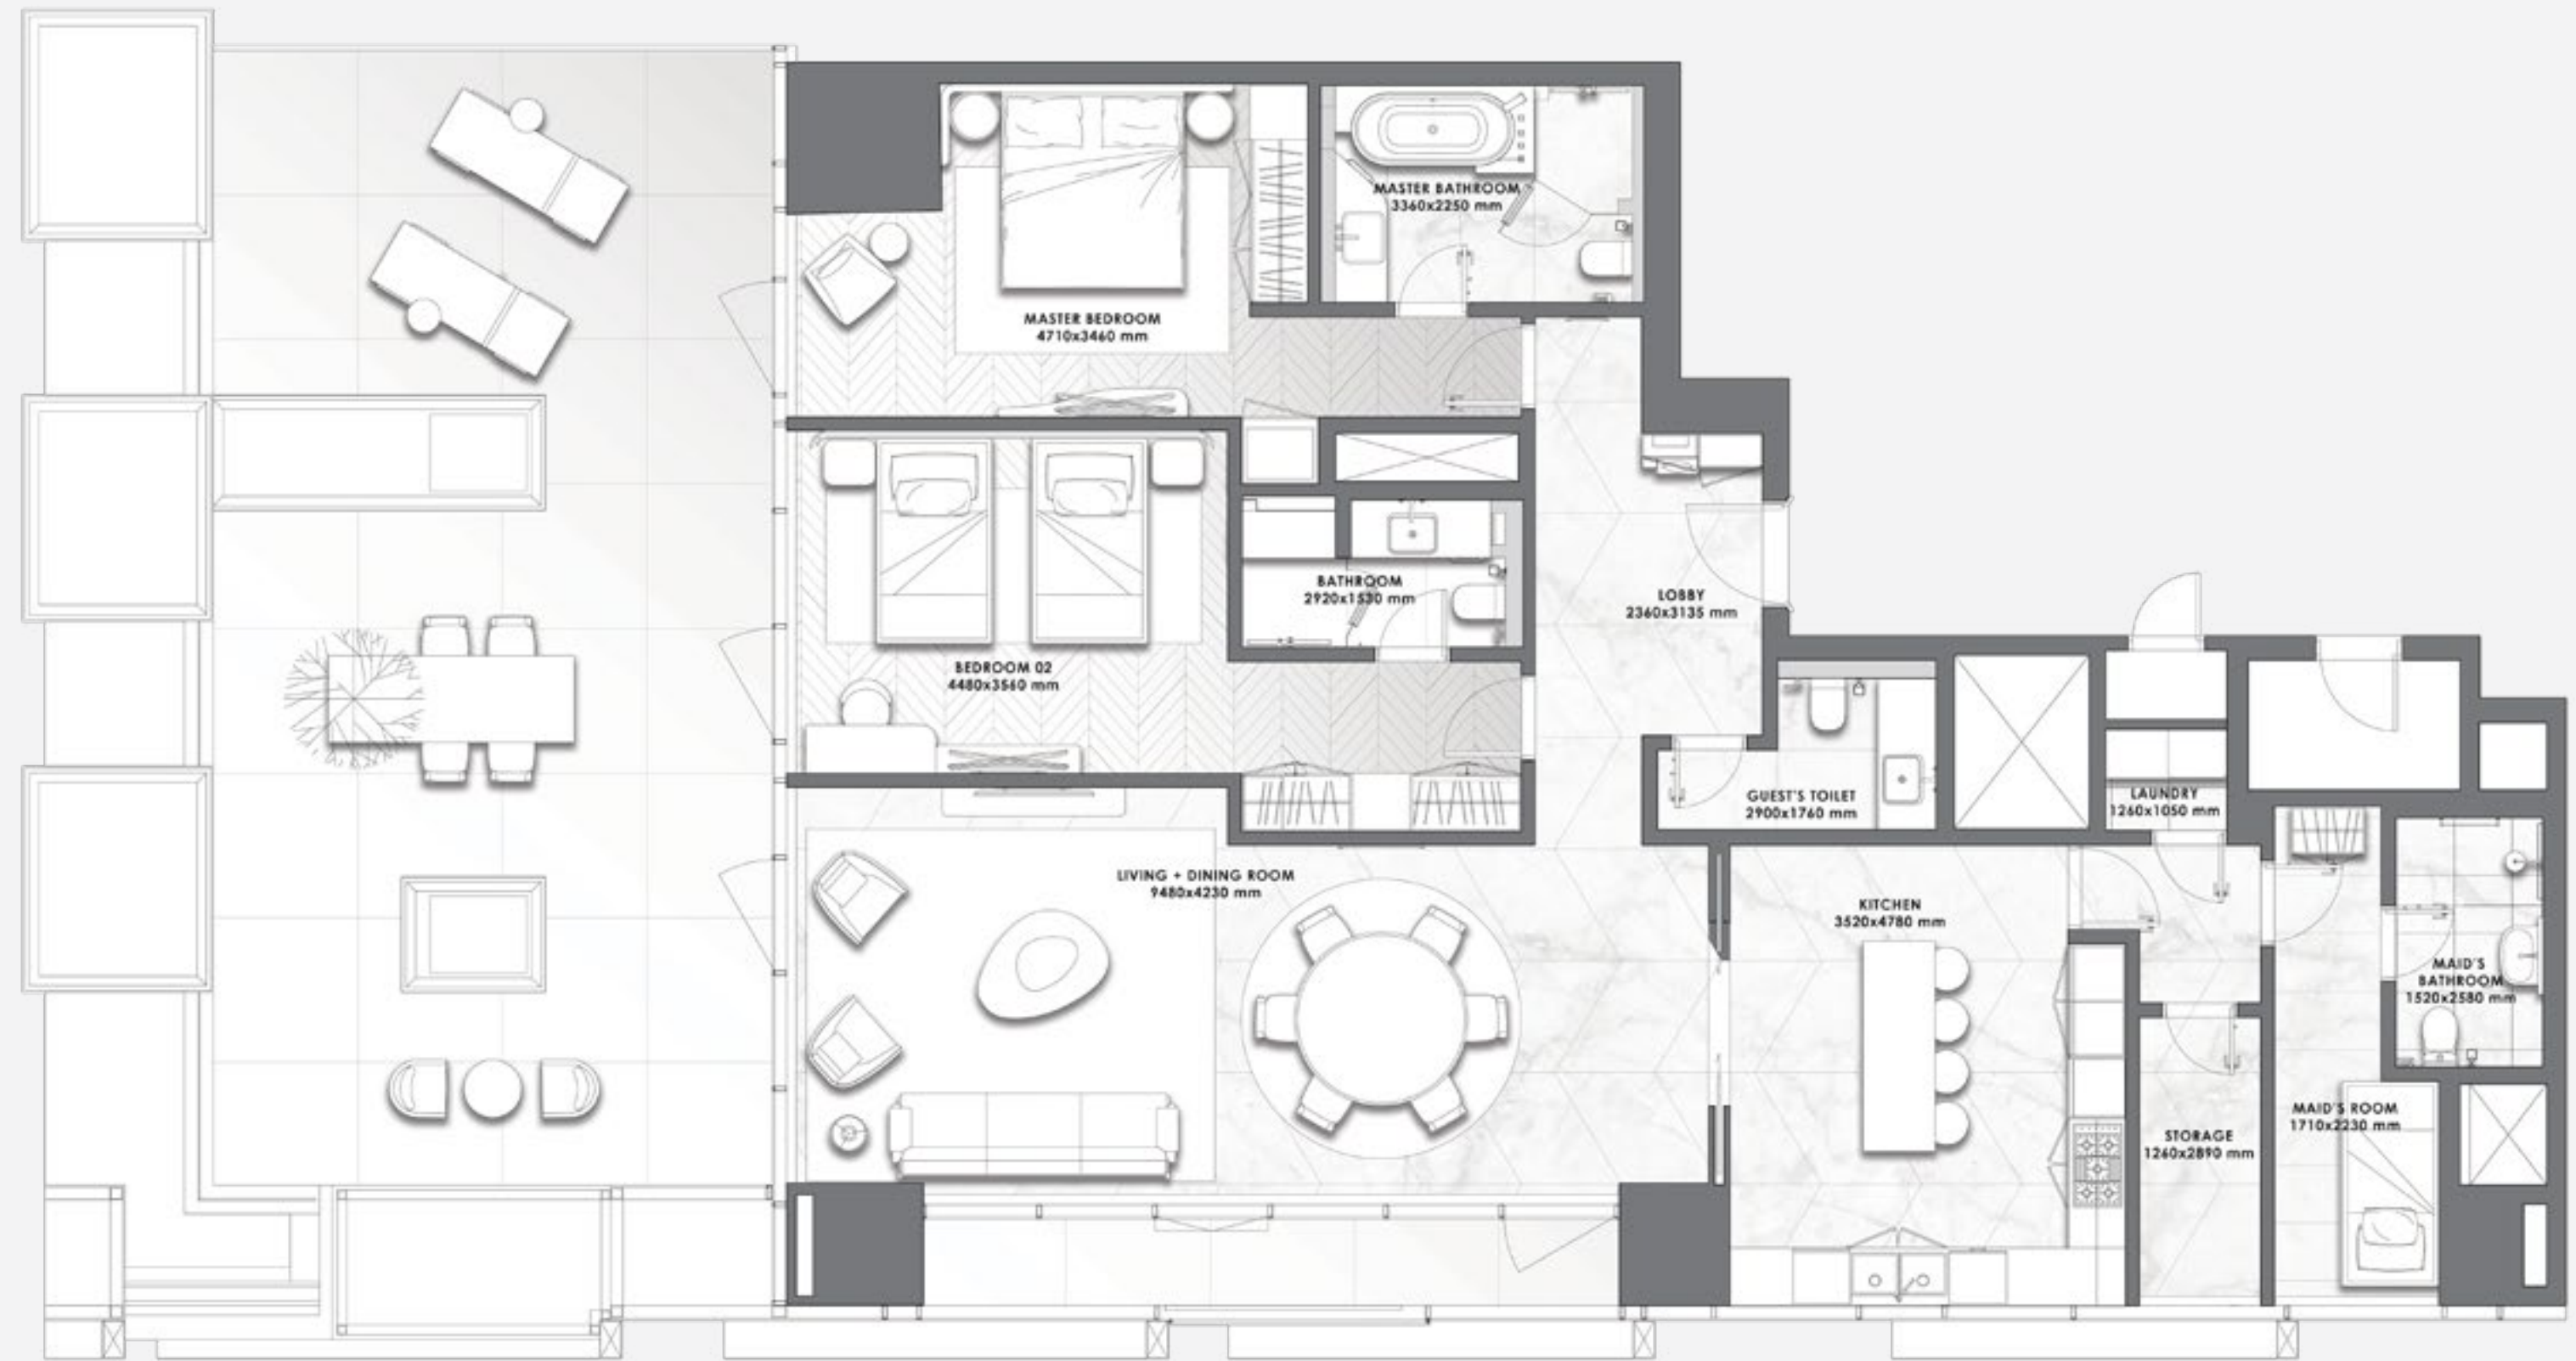 MASTER BATHROOM
3360x2250 mm
MASTER BEDROOM
4710x3460 mm
BATHROOM
2920x1530 mm
LOBBY
2360x3135 mm
BEDROOM 02
4480x3560 mm
GUEST'S TOILET
2900x1760 mm
LAUNDRY
1260x1050 mm
LIVING + DINING ROOM
9480x4230 mm
KITCHEN
3520x4780 mm
MAID'S
BATHROOM
1520x2580 mm
MAID'S ROOM
1710x2230 mm
STORAGE
1260x2890 mm